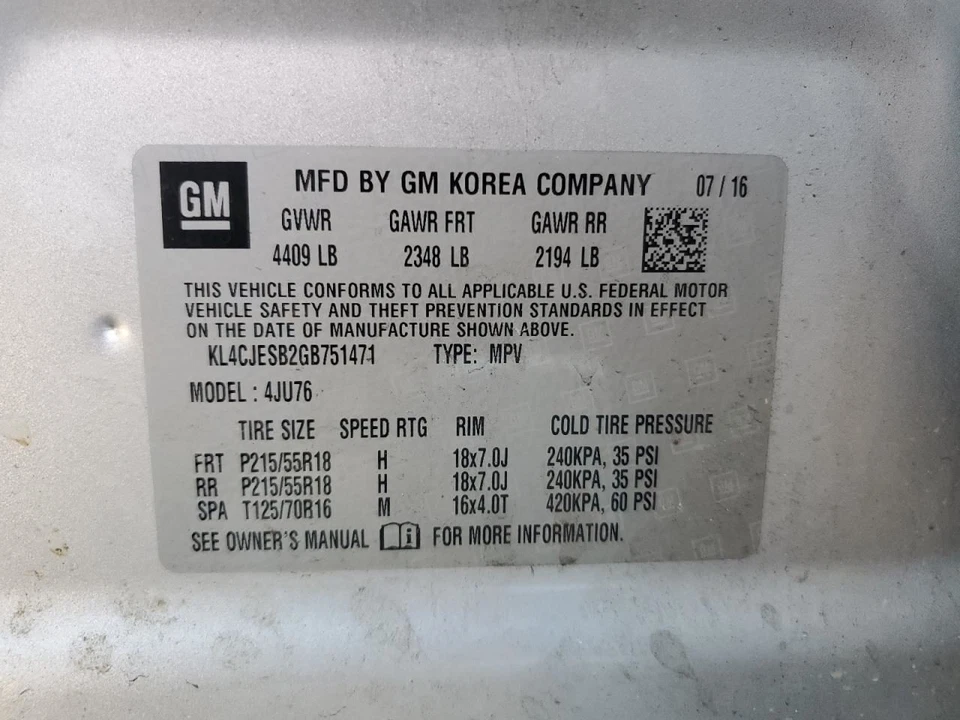 GM
MFD BY GM KOREA COMPANY 07 / 16
GVWR GAWR FRT GAWR RR
4409 LB 2348 LB 2194 LB
THIS VEHICLE CONFORMS TO ALL APPLICABLE U.S. FEDERAL MOTOR
VEHICLE SAFETY AND THEFT PREVENTION STANDARDS IN EFFECT
ON THE DATE OF MANUFACTURE SHOWN ABOVE.
KL4CJESB2GB751471 TYPE: MPV
MODEL : 4JU76
TIRE SIZE SPEED RTG RIM COLD TIRE PRESSURE
FRT P215/55R18 H 18x7.0J 240KPA, 35 PSI
RR P215/55R18 H 18x7.0J 240KPA, 35 PSI
SPA T125/70R16 M 16x4.0T 420KPA, 60 PSI
SEE OWNER'S MANUAL i FOR MORE INFORMATION.